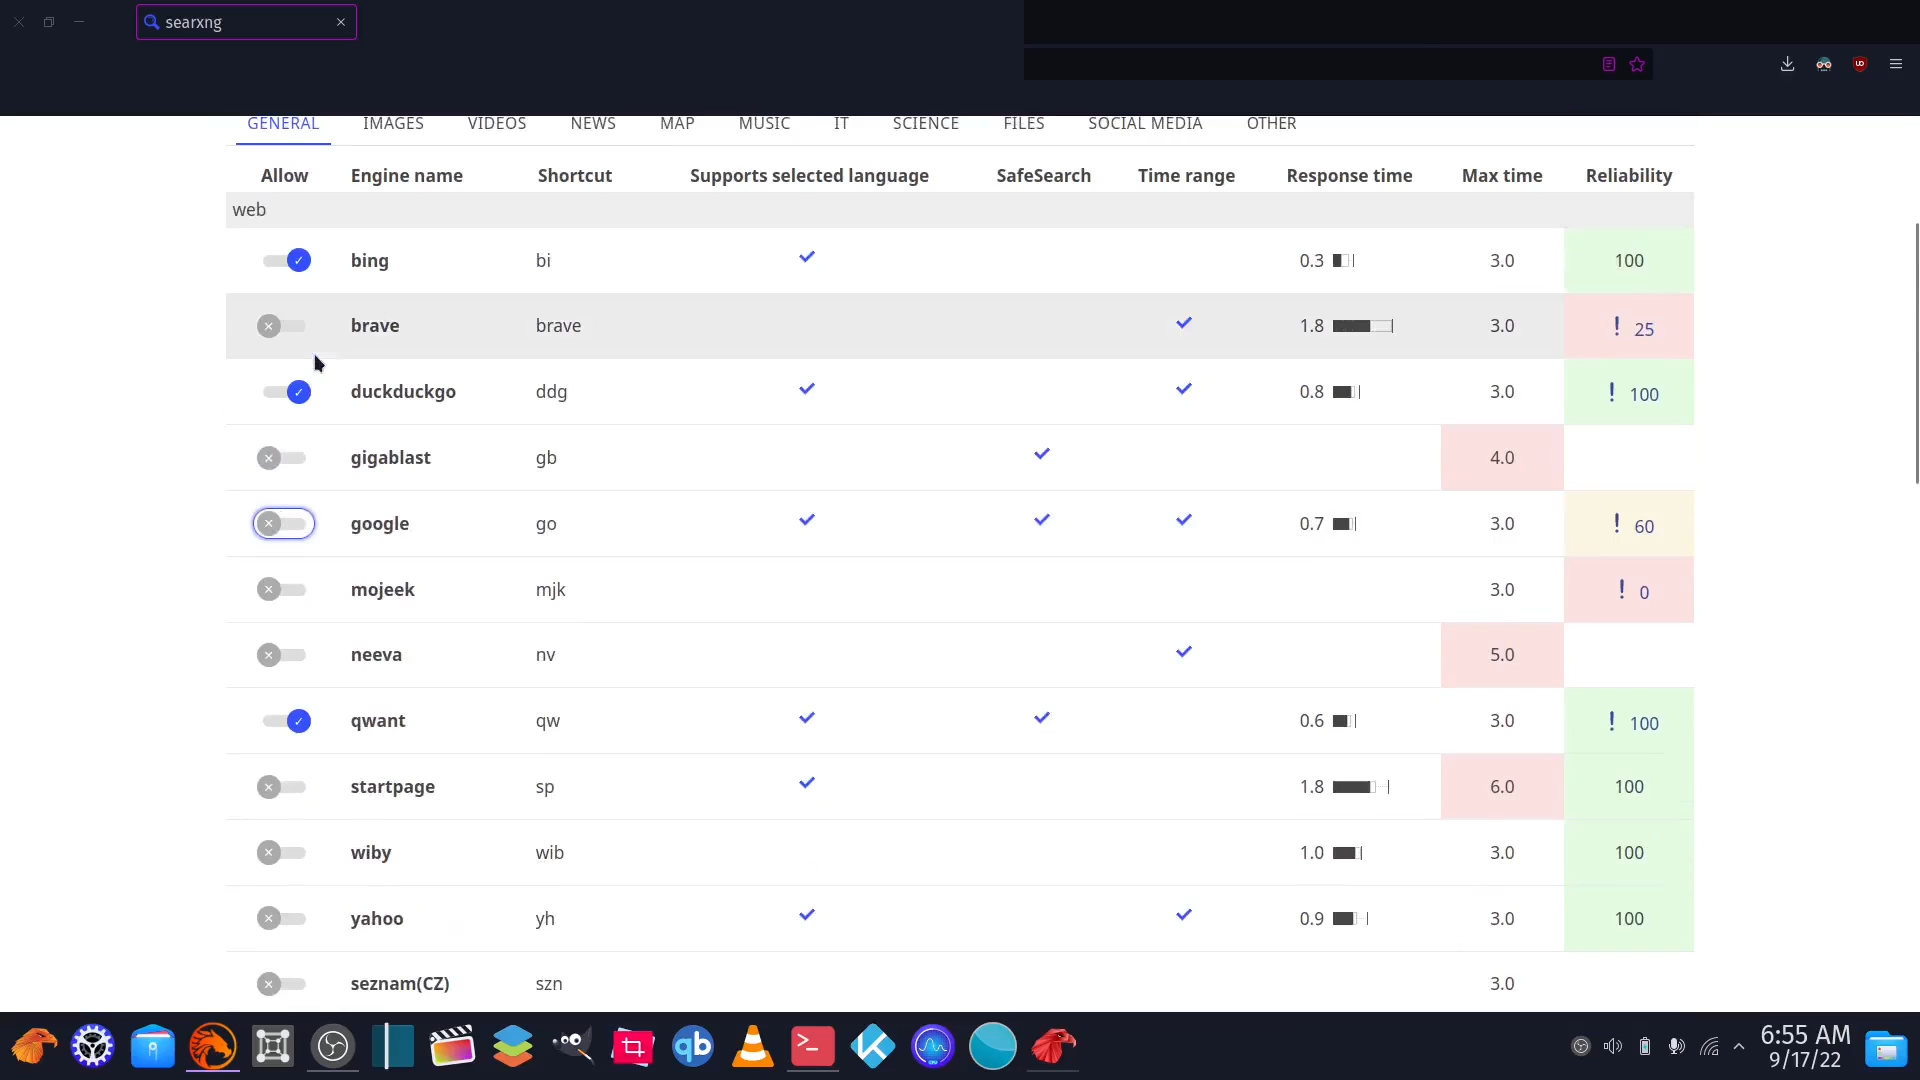 searxng
GENERAL IMAGES VIDEOS NEWS MAP MUSIC IT SCIENCE FILES SOCIAL MEDIA OTHER
Allow Engine name Shortcut Supports selected language SafeSearch Time range Response time Max time Reliability
web
bing bi 0.3 3.0 100
brave brave 1.8 3.0 ! 25
duckduckgo ddg 0.8 3.0 ! 100
gigablast gb 4.0
google go 0.7 3.0 ! 60
mojeek mjk 3.0 ! 0
neeva nv 5.0
qwant qw 0.6 3.0 ! 100
startpage sp 1.8 6.0 100
wiby wib 1.0 3.0 100
yahoo yh 0.9 3.0 100
seznam(CZ) szn 3.0
qb
6:55 AM
9/17/22